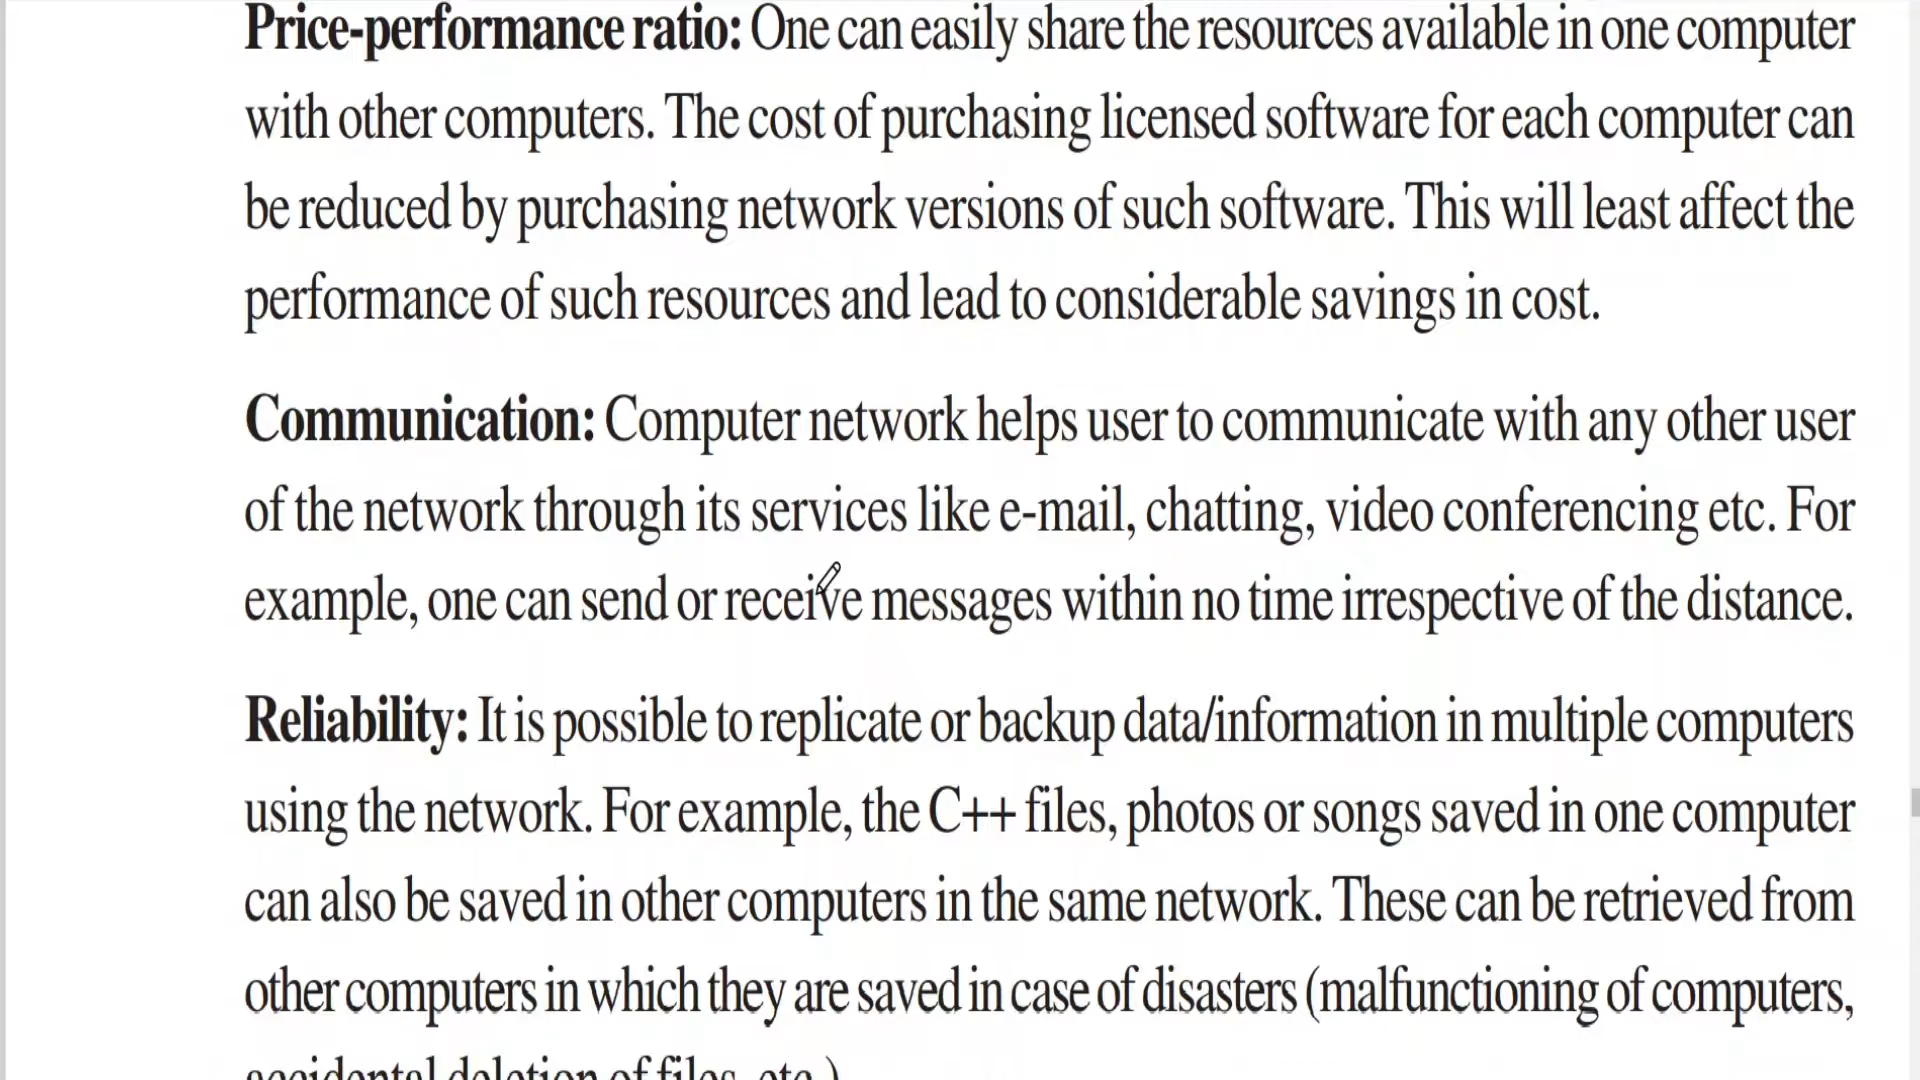 Price-performance ratio: One can easily share the resources available in one computer
with other computers. The cost of purchasing licensed software for each computer can
be reduced by purchasing network versions of such software. This will least affect the
performance of such resources and lead to considerable savings in cost.
Communication: Computer network helps user to communicate with any other user
of the network through its services like e-mail, chatting, video conferencing etc. For
example, one can send or receive messages within no time irrespective of the distance.
Reliability: It is possible to replicate or backup data/information in multiple computers
using the network. For example, the C++ files, photos or songs saved in one computer
can also be saved in other computers in the same network. These can be retrieved from
other computers in which they are saved in case of disasters (malfunctioning of computers,
accidental deletion of files, etc.)